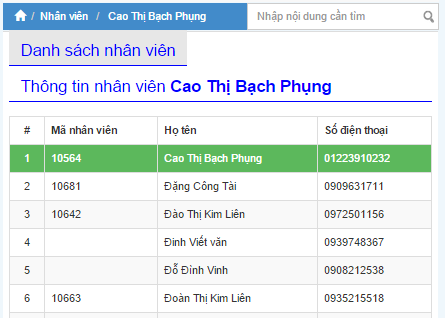 / Nhân viên / Cao Thị Bạch Phụng Nhập nội dung cần tìm
Danh sách nhân viên
Thông tin nhân viên Cao Thị Bạch Phụng
# Mã nhân viên Họ tên Số điện thoại
1 10564 Cao Thị Bạch Phụng 01223910232
2 10681 Đặng Công Tài 0909631711
3 10642 Đào Thị Kim Liên 0972501156
4 Đinh Viết văn 0939748367
5 Đỗ Đình Vinh 0908212538
6 10663 Đoàn Thị Kim Liên 0935215518